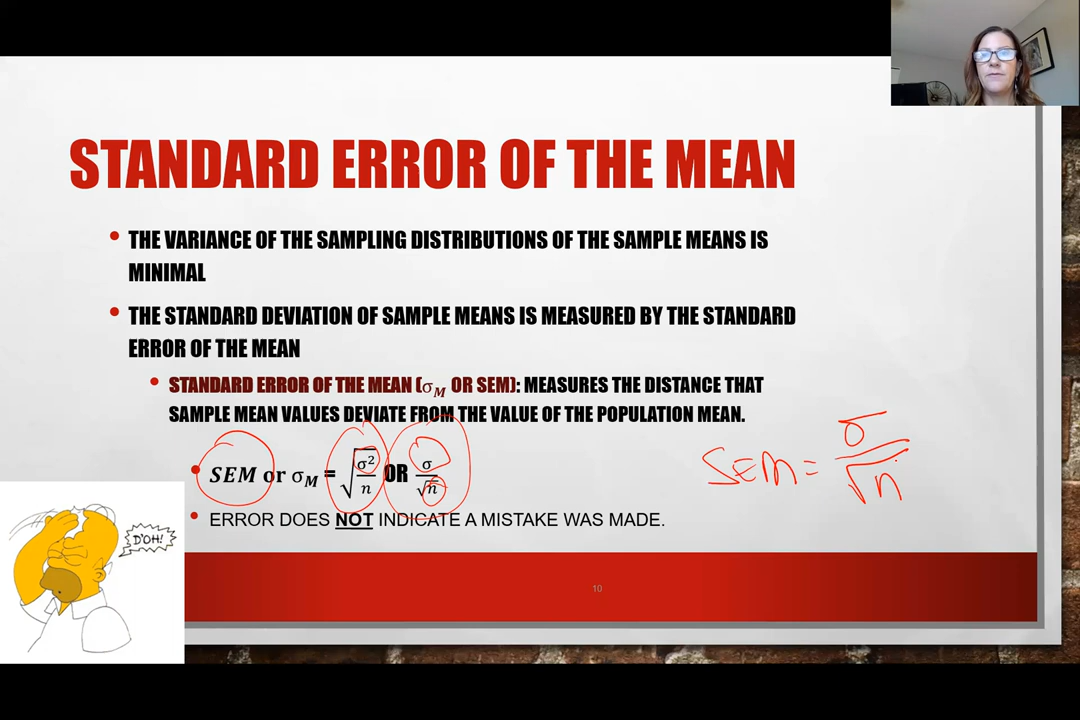 STANDARD ERROR OF THE MEAN
• THE VARIANCE OF THE SAMPLING DISTRIBUTIONS OF THE SAMPLE MEANS IS
MINIMAL
• THE STANDARD DEVIATION OF SAMPLE MEANS IS MEASURED BY THE STANDARD
ERROR OF THE MEAN
• STANDARD ERROR OF THE MEAN (σ_M OR SEM): MEASURES THE DISTANCE THAT
SAMPLE MEAN VALUES DEVIATE FROM THE VALUE OF THE POPULATION MEAN.
• SEM or σ_M = √(σ²/n) OR σ/√n
SEM = σ/√n
• ERROR DOES NOT INDICATE A MISTAKE WAS MADE.
D'OH!
10